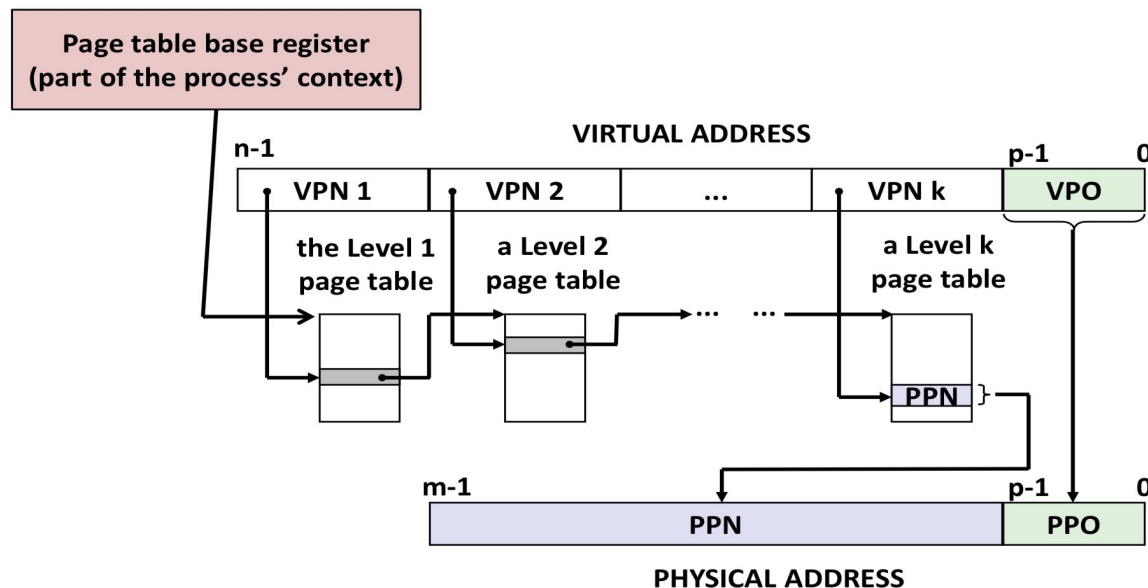 Page table base register
(part of the process’ context)
VIRTUAL ADDRESS
n-1
p-1
0
VPN 1
VPN 2
...
VPN k
VPO
the Level 1
page table
a Level 2
page table
a Level k
page table
... ...
PPN
m-1
p-1
0
PPN
PPO
PHYSICAL ADDRESS